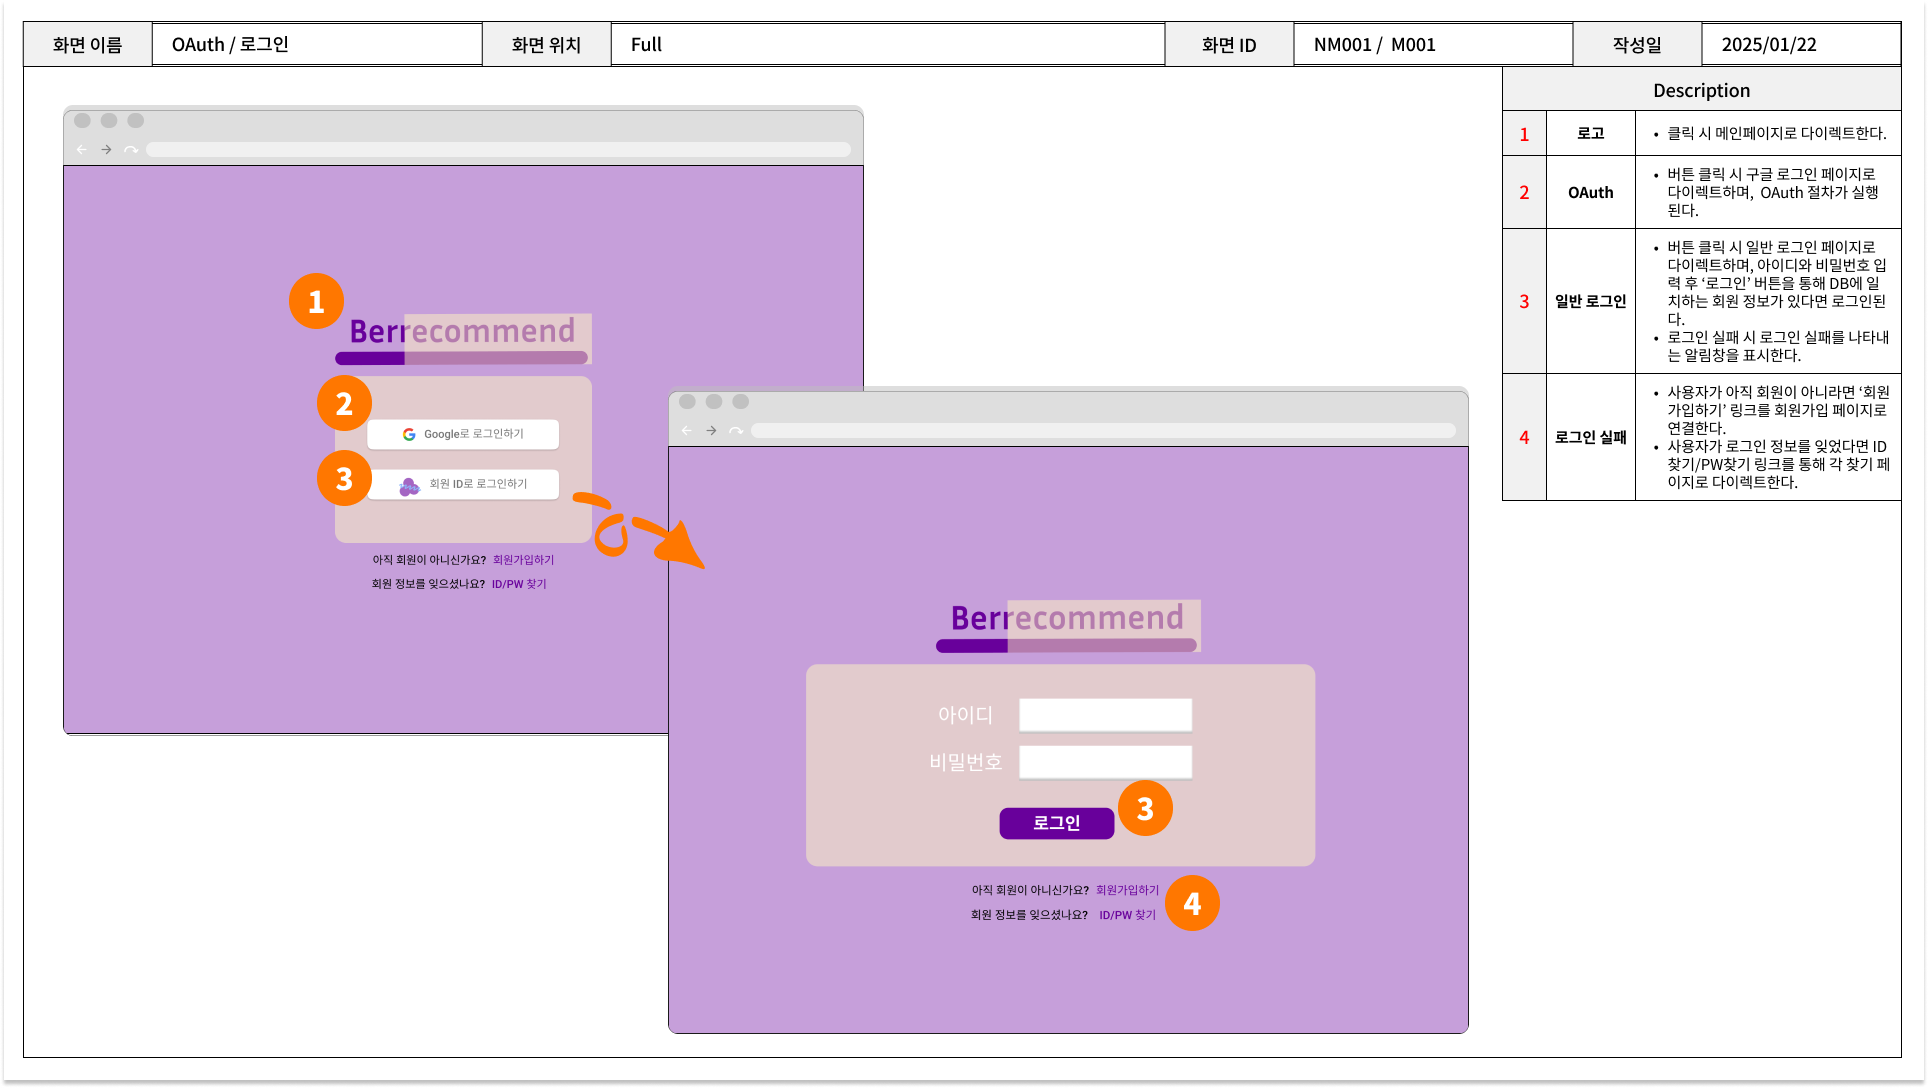 화면 이름
OAuth / 로그인
화면 위치
Full
화면 ID
NM001 /  M001
작성일
2025/01/22
Description
1
로고
• 클릭 시 메인페이지로 다이렉트한다.
2
OAuth
• 버튼 클릭 시 구글 로그인 페이지로
다이렉트하며,  OAuth 절차가 실행
된다.
3
일반 로그인
• 버튼 클릭 시 일반 로그인 페이지로
다이렉트하며, 아이디와 비밀번호 입
력 후 ‘로그인’ 버튼을 통해 DB에 일
치하는 회원 정보가 있다면 로그인된
다.
• 로그인 실패 시 로그인 실패를 나타내
는 알림창을 표시한다.
4
로그인 실패
• 사용자가 아직 회원이 아니라면 ‘회원
가입하기’ 링크를 회원가입 페이지로
연결한다.
• 사용자가 로그인 정보를 잊었다면 ID
찾기/PW찾기 링크를 통해 각 찾기 페
이지로 다이렉트한다.
1
Berrecommend
2
Google로 로그인하기
3
회원 ID로 로그인하기
아직 회원이 아니신가요? 회원가입하기
회원 정보를 잊으셨나요? ID/PW 찾기
Berrecommend
아이디
비밀번호
로그인
3
아직 회원이 아니신가요? 회원가입하기
4
회원 정보를 잊으셨나요? ID/PW 찾기